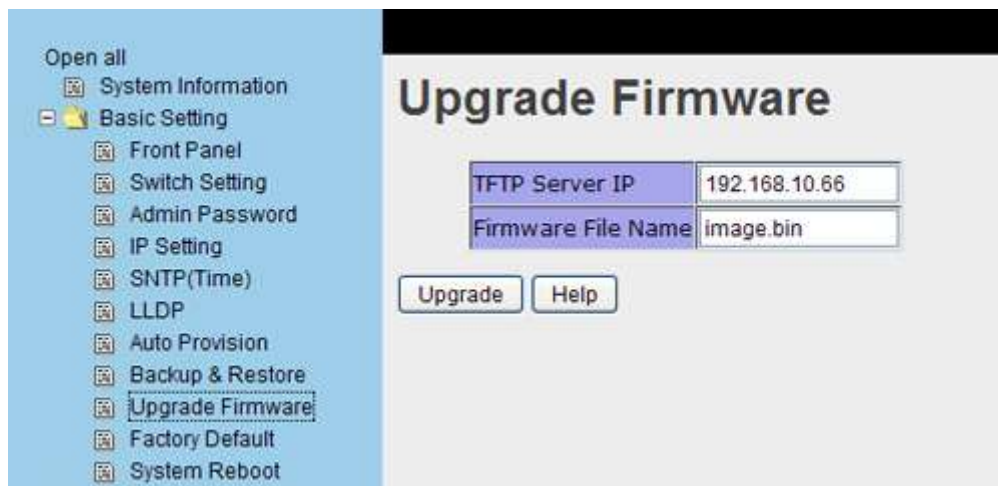 Open all
System Information
Basic Setting
Front Panel
Switch Setting
Admin Password
IP Setting
SNTP(Time)
LLDP
Auto Provision
Backup & Restore
Upgrade Firmware
Factory Default
System Reboot
Upgrade Firmware
TFTP Server IP 192.168.10.66
Firmware File Name image.bin
Upgrade Help